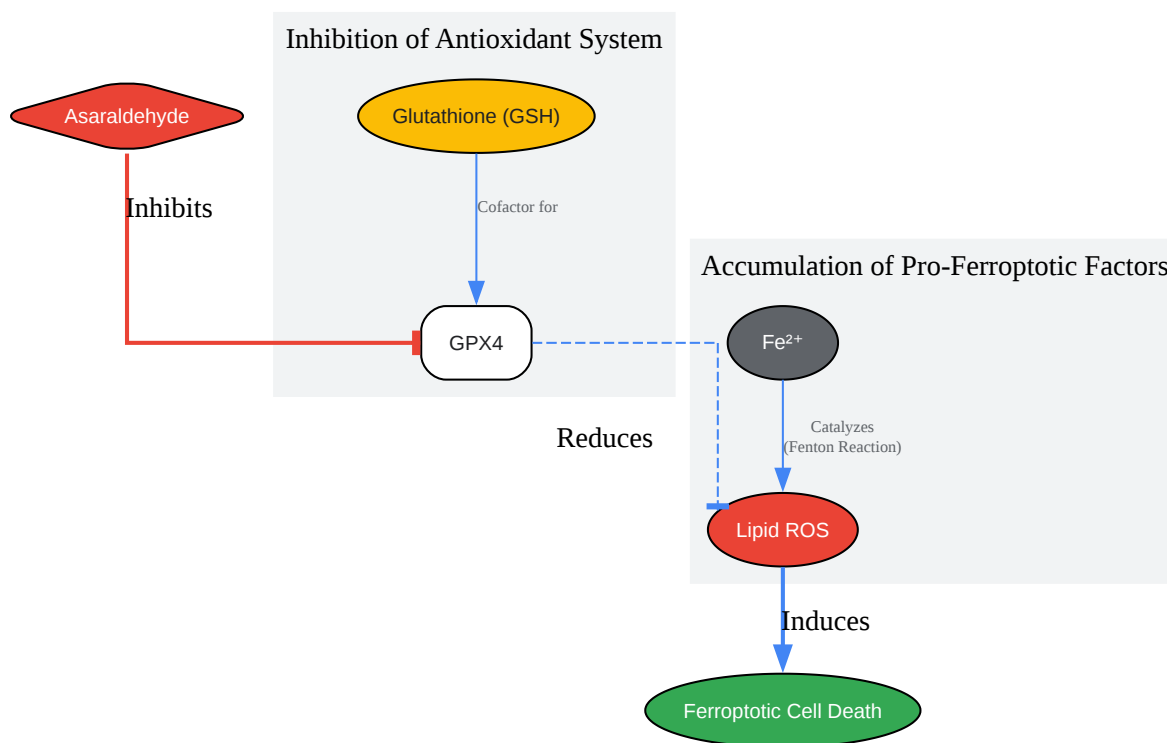 Inhibition of Antioxidant System
Asaraldehyde
Glutathione (GSH)
Inhibits
Cofactor for
Accumulation of Pro-Ferroptotic Factors
GPX4
Fe²⁺
Reduces
Catalyzes
(Fenton Reaction)
Lipid ROS
Induces
Ferroptotic Cell Death